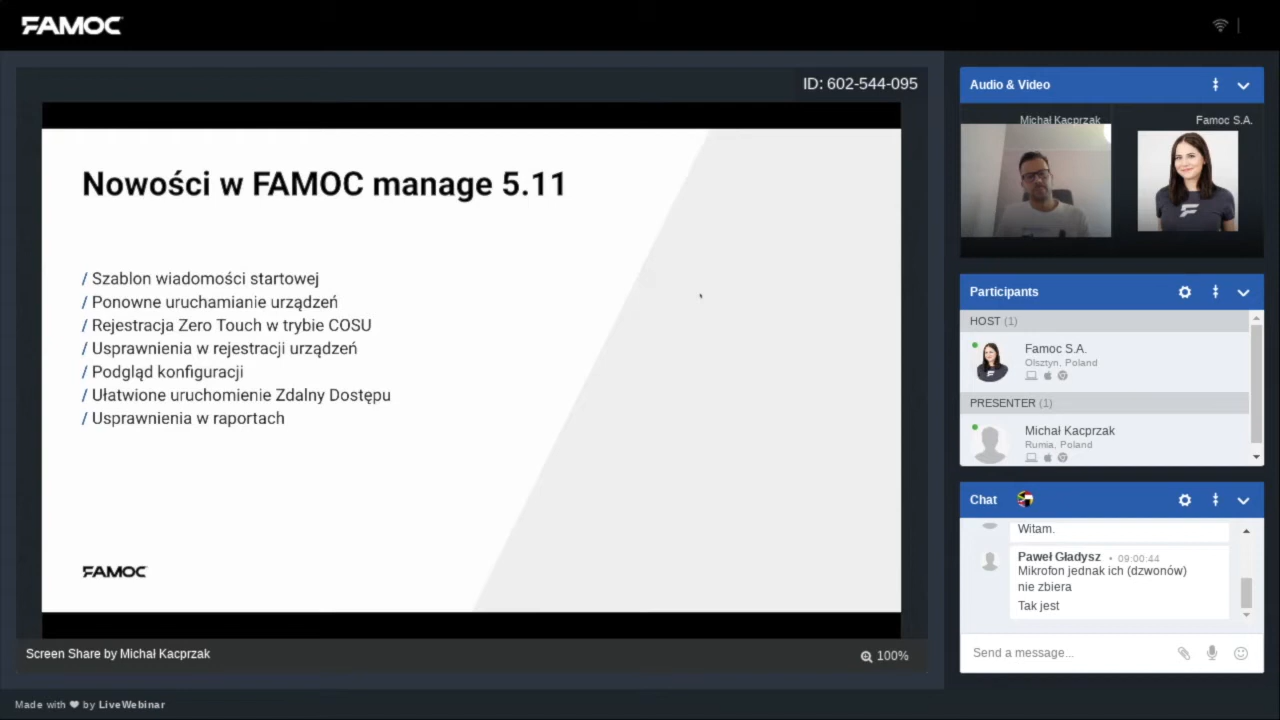 FAMOC
ID: 602-544-095
Nowości w FAMOC manage 5.11
/ Szablon wiadomości startowej
/ Ponowne uruchamianie urządzeń
/ Rejestracja Zero Touch w trybie COSU
/ Usprawnienia w rejestracji urządzeń
/ Podgląd konfiguracji
/ Ułatwione uruchomienie Zdalny Dostępu
/ Usprawnienia w raportach
FAMOC
Screen Share by Michał Kacprzak
100%
Audio & Video
Michał Kacprzak
Famoc S.A.
Participants
HOST (1)
Famoc S.A.
Olsztyn, Poland
PRESENTER (1)
Michał Kacprzak
Rumia, Poland
Chat
Witam.
Paweł Gładysz • 09:00:44
Mikrofon jednak ich (dzwonów)
nie zbiera
Tak jest
Send a message...
Made with ❤ by LiveWebinar